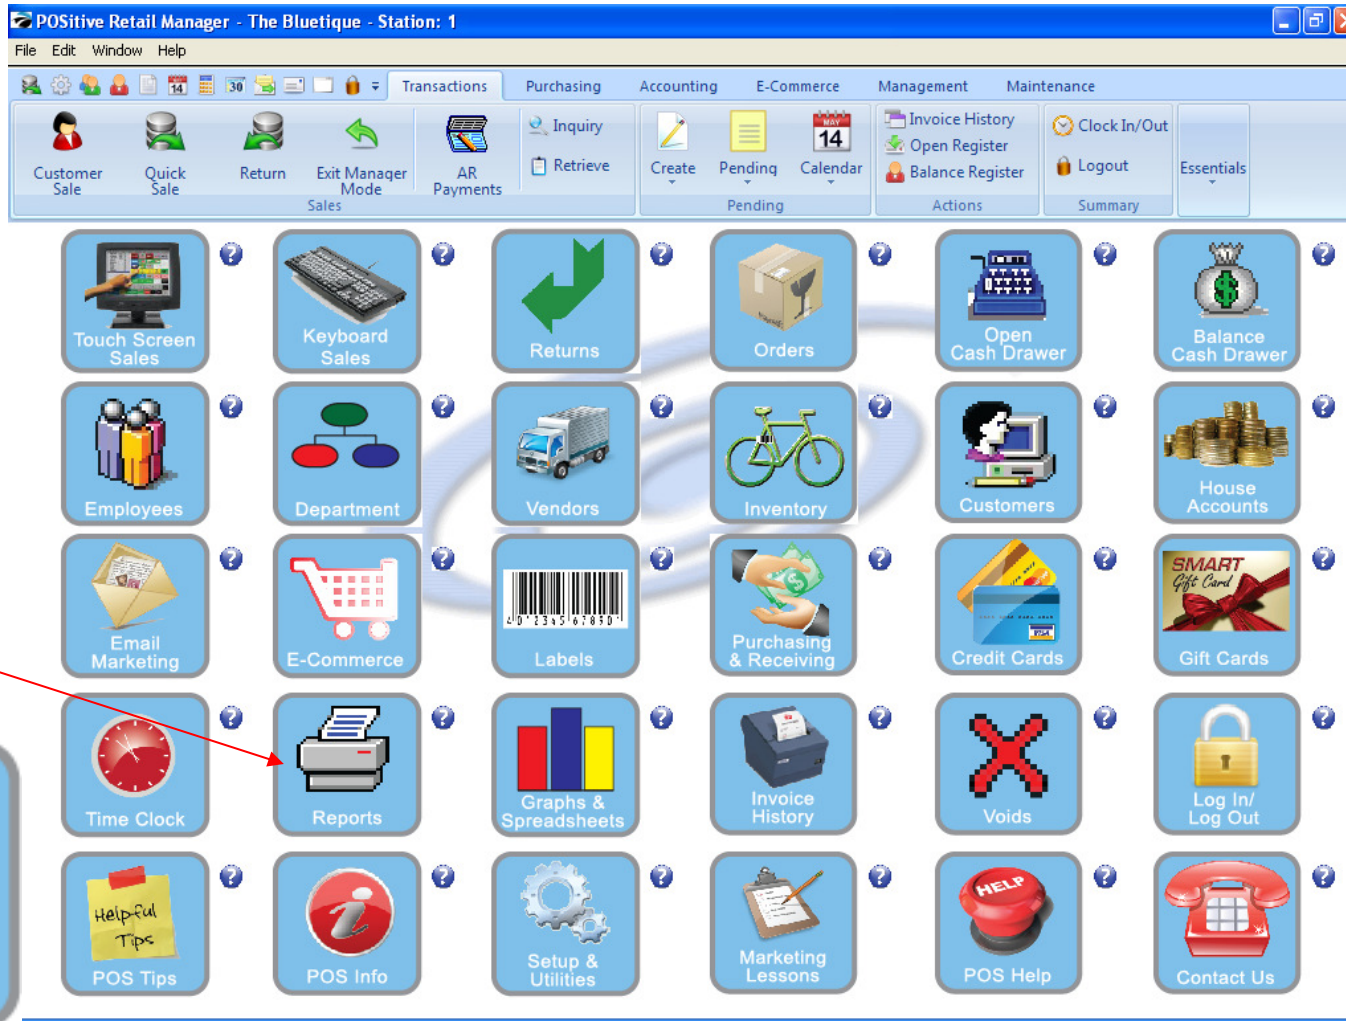 POSitive Retail Manager - The Bluetique - Station: 1
File Edit Window Help
14 30 Transactions Purchasing Accounting E-Commerce Management Maintenance
Customer Sale
Quick Sale
Return
Exit Manager Mode
AR Payments
Inquiry
Retrieve
Sales
Create
Pending
MAY 14
Calendar
Pending
Invoice History
Open Register
Balance Register
Actions
Clock In/Out
Logout
Summary
Essentials
Touch Screen
Sales
Keyboard
Sales
Returns
Orders
Open
Cash Drawer
$
Balance
Cash Drawer
Employees
Department
Vendors
Inventory
Customers
House
Accounts
Email
Marketing
E-Commerce
Labels
Purchasing
& Receiving
VISA
Credit Cards
SMART
Gift Card
Gift Cards
Time Clock
Reports
Graphs &
Spreadsheets
Invoice
History
Voids
Log In/
Log Out
Helpful
Tips
POS Tips
i
POS Info
Setup &
Utilities
Marketing
Lessons
HELP
POS Help
Contact Us